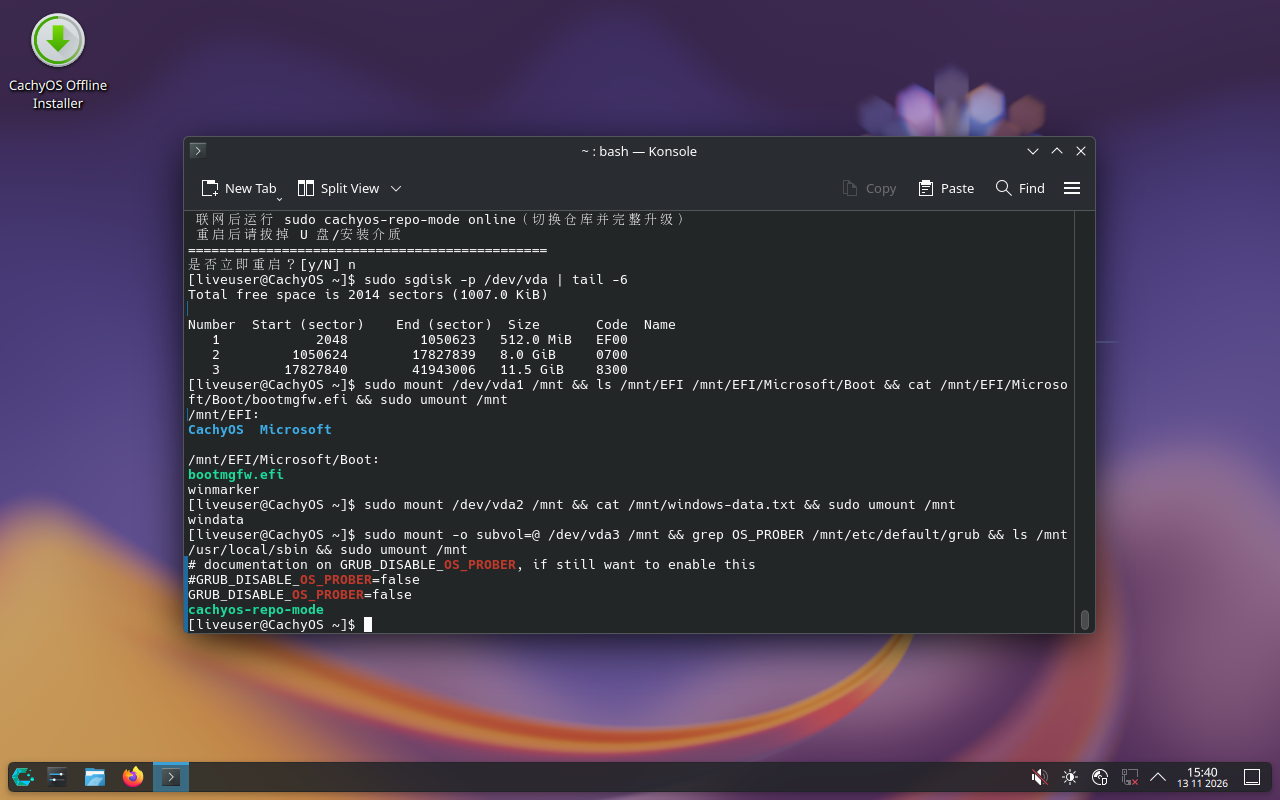 CachyOS Offline
Installer
~ : bash — Konsole
New Tab
Split View
Copy
Paste
Find
联网后运行 sudo cachyos-repo-mode online（切换仓库并完整升级）
重启后请拔掉 U 盘/安装介质
==============================================
是否立即重启？[y/N] n
[liveuser@CachyOS ~]$ sudo sgdisk -p /dev/vda | tail -6
Total free space is 2014 sectors (1007.0 KiB)
Number  Start (sector)    End (sector)  Size       Code  Name
   1            2048         1050623   512.0 MiB   EF00
   2         1050624        17827839   8.0 GiB     0700
   3        17827840        41943006   11.5 GiB    8300
[liveuser@CachyOS ~]$ sudo mount /dev/vda1 /mnt && ls /mnt/EFI /mnt/EFI/Microsoft/Boot && cat /mnt/EFI/Microso
ft/Boot/bootmgfw.efi && sudo umount /mnt
/mnt/EFI:
CachyOS  Microsoft
/mnt/EFI/Microsoft/Boot:
bootmgfw.efi
winmarker
[liveuser@CachyOS ~]$ sudo mount /dev/vda2 /mnt && cat /mnt/windows-data.txt && sudo umount /mnt
windata
[liveuser@CachyOS ~]$ sudo mount -o subvol=@ /dev/vda3 /mnt && grep OS_PROBER /mnt/etc/default/grub && ls /mnt
/usr/local/sbin && sudo umount /mnt
# documentation on GRUB_DISABLE_OS_PROBER, if still want to enable this
#GRUB_DISABLE_OS_PROBER=false
GRUB_DISABLE_OS_PROBER=false
cachyos-repo-mode
[liveuser@CachyOS ~]$
15:40
13 11 2026